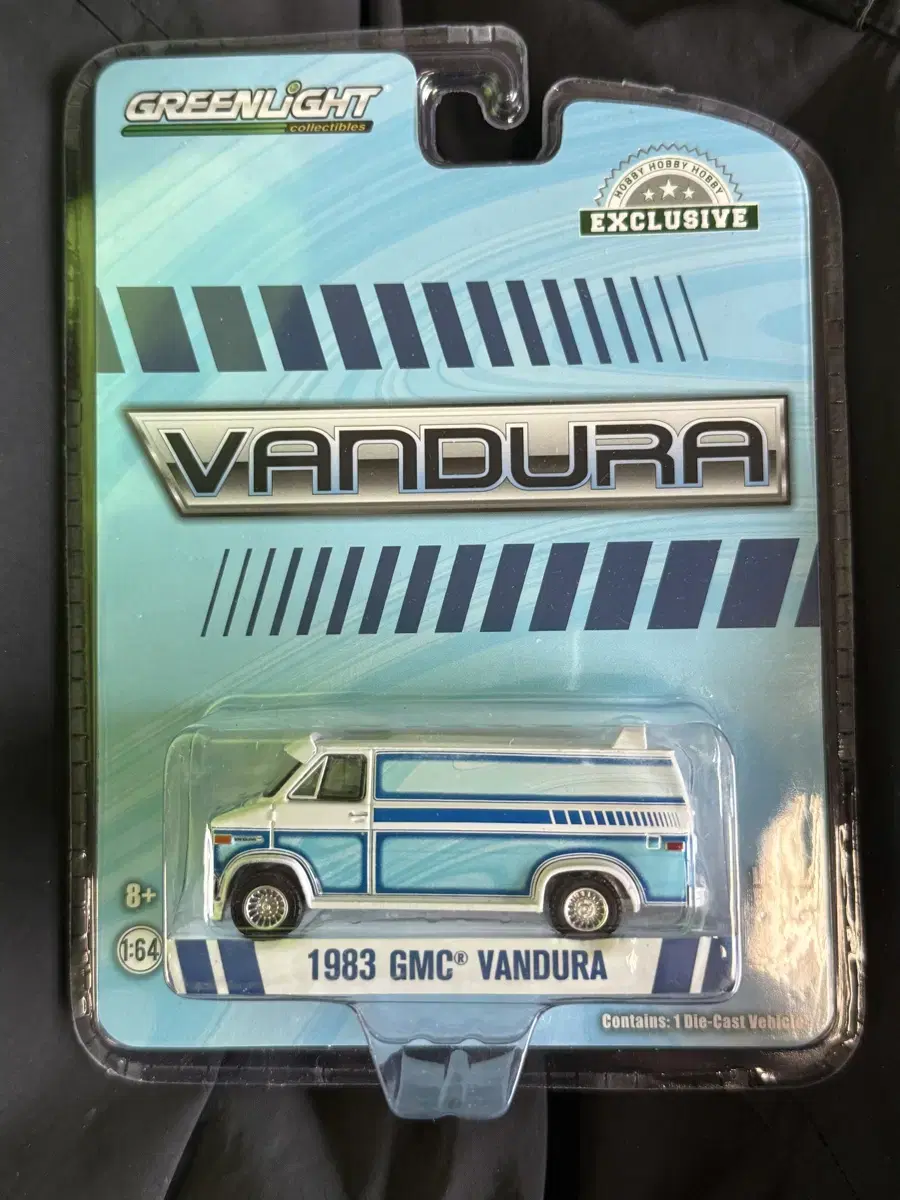 GREENLiGHT
collectibles
HOBBY HOBBY HOBBY
EXCLUSIVE
VANDURA
8+
1:64
1983 GMC® VANDURA
Contains: 1 Die-Cast Vehicle